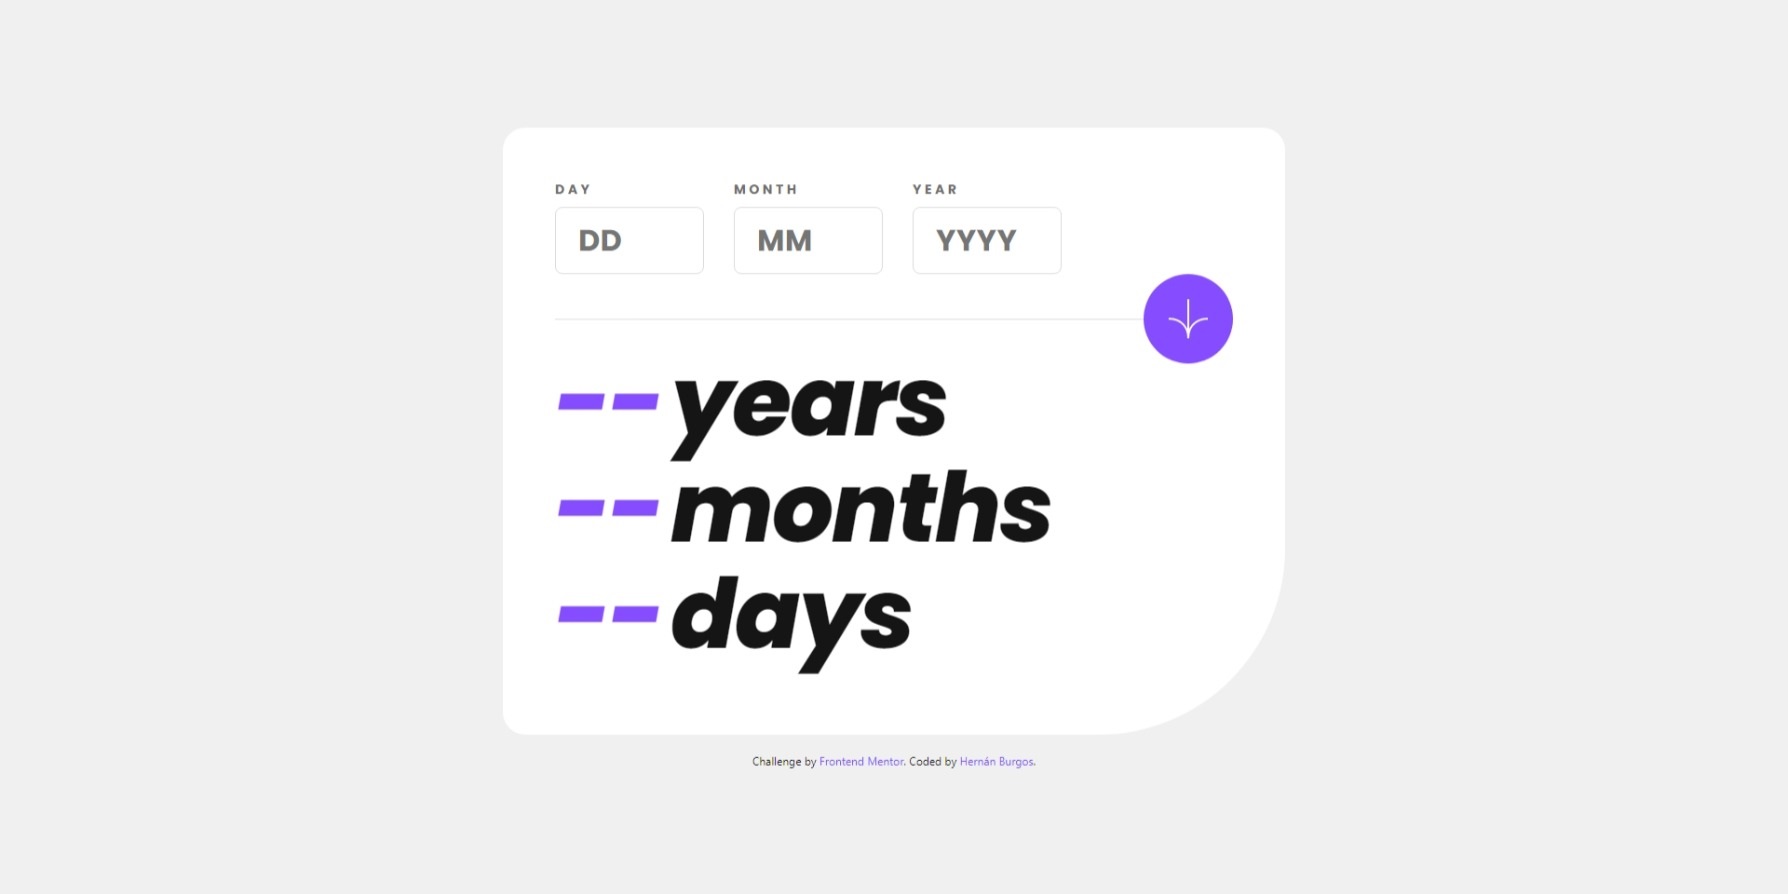 DAY MONTH YEAR
DD MM YYYY
--years
--months
--days
Challenge by Frontend Mentor. Coded by Hernán Burgos.